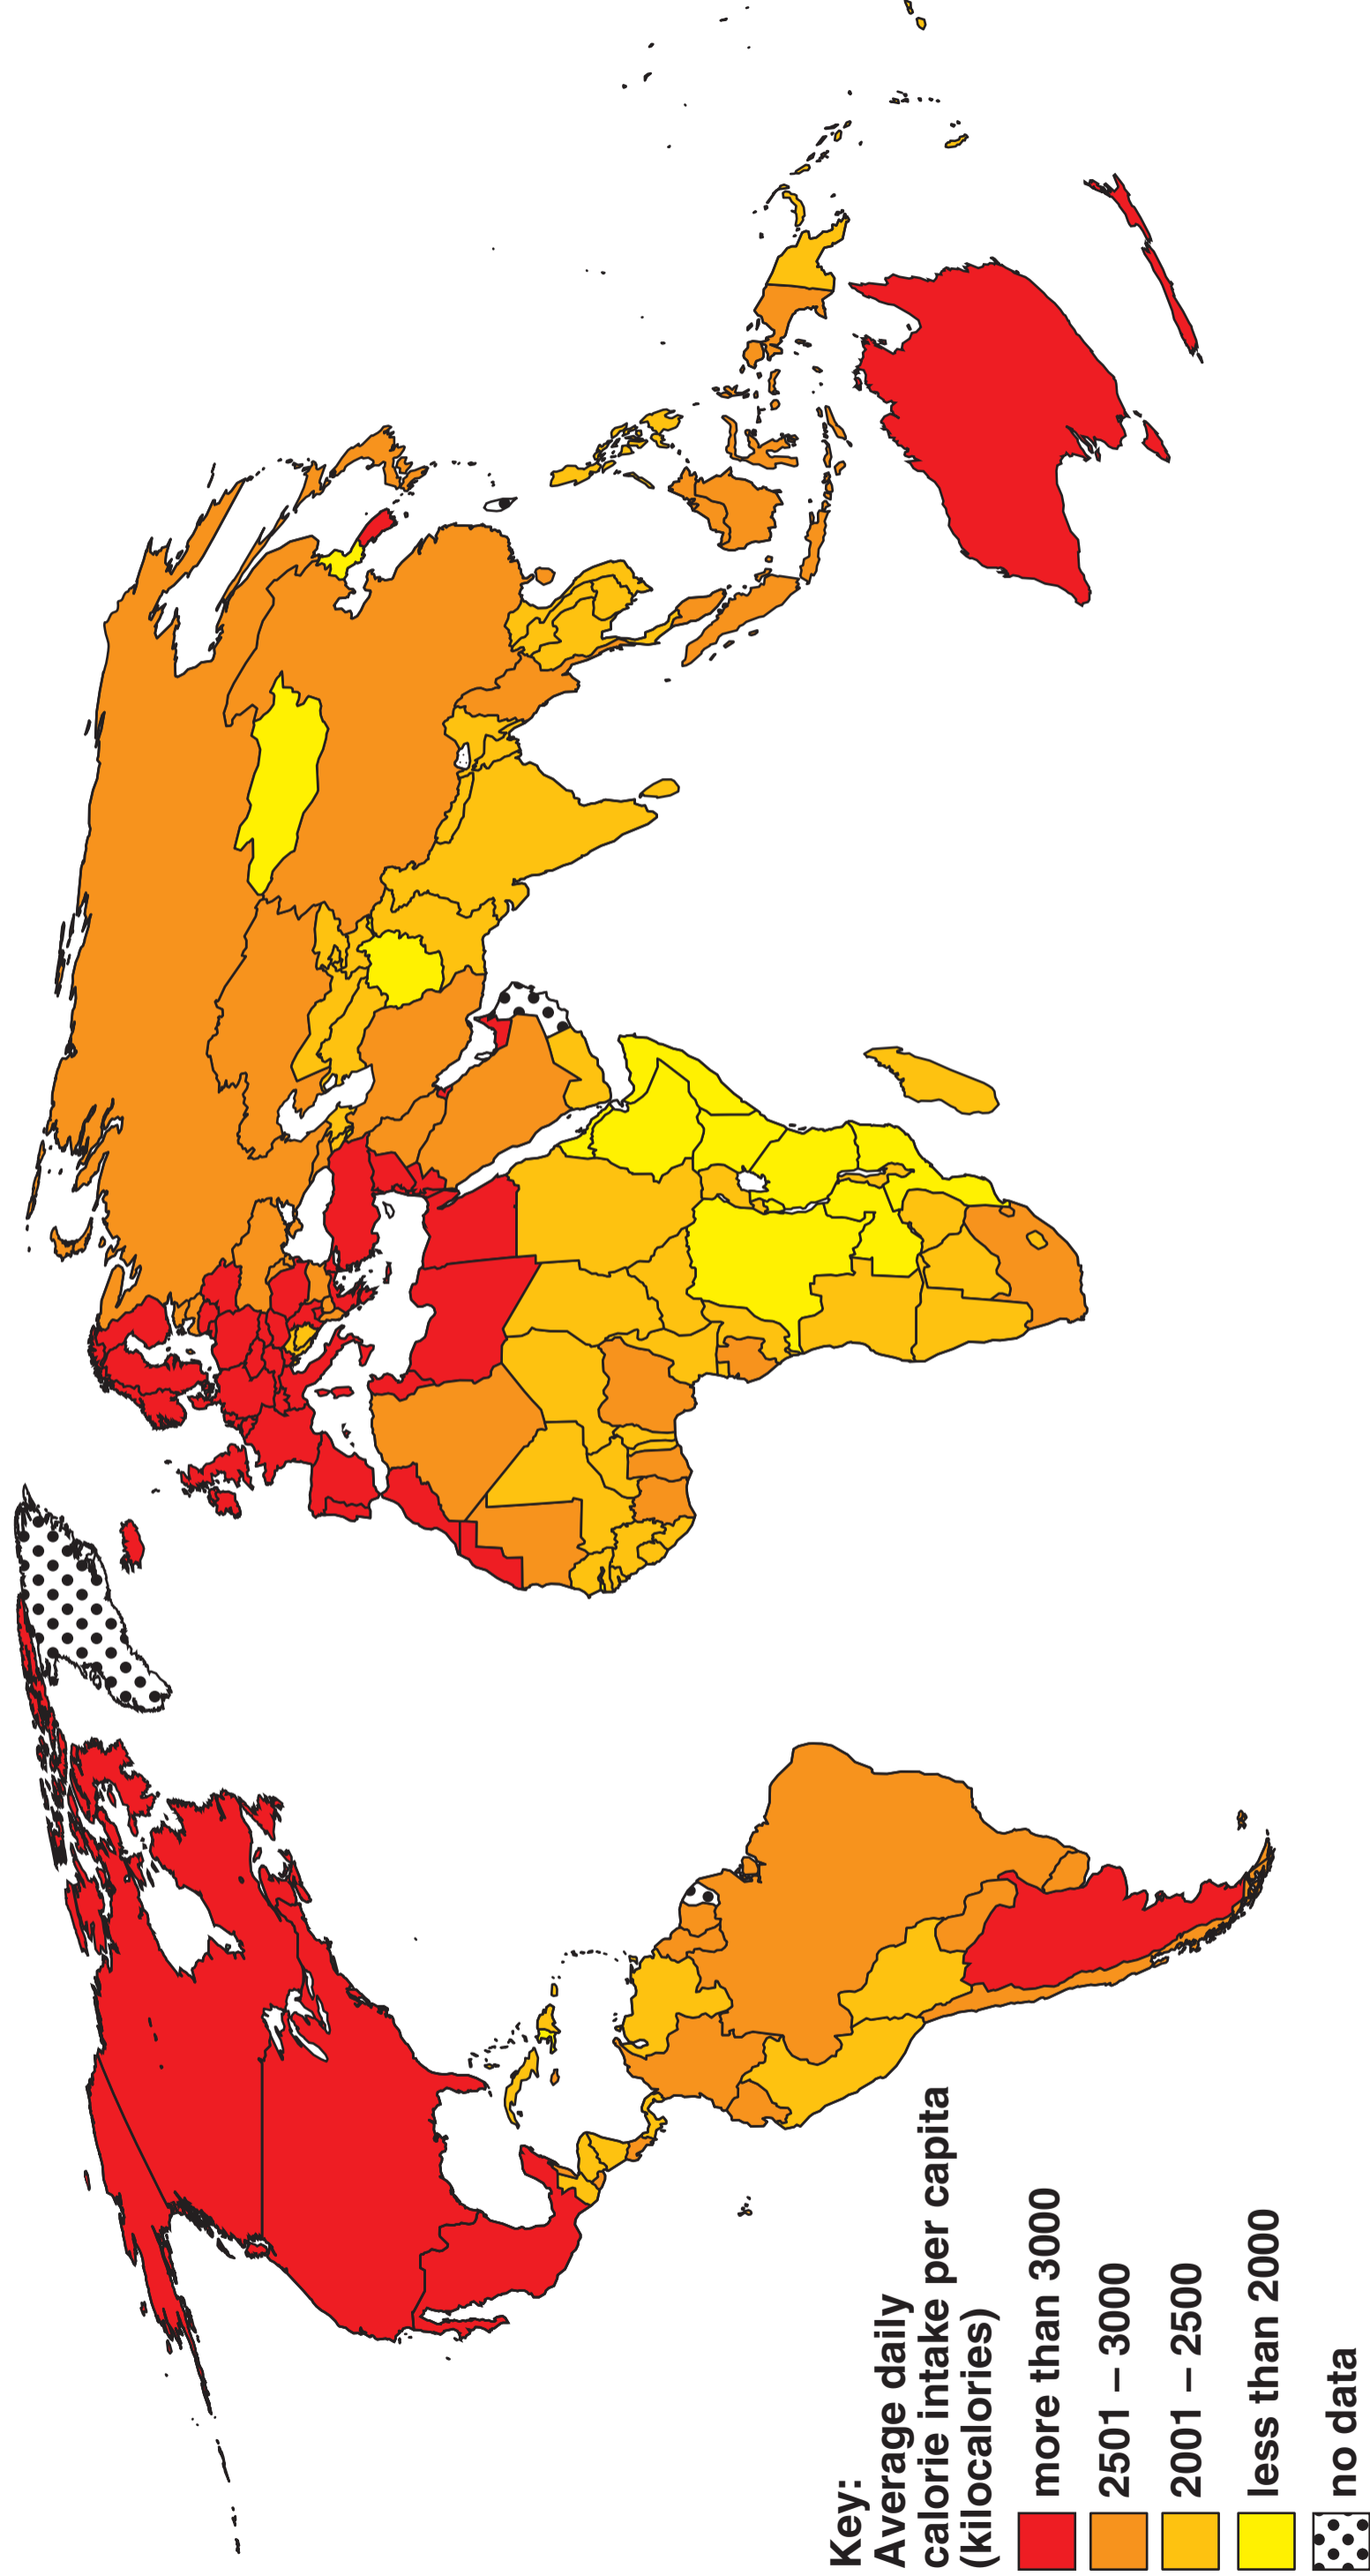 Key:
Average daily
calorie intake per capita
(kilocalories)
more than 3000
2501 – 3000
2001 – 2500
less than 2000
no data